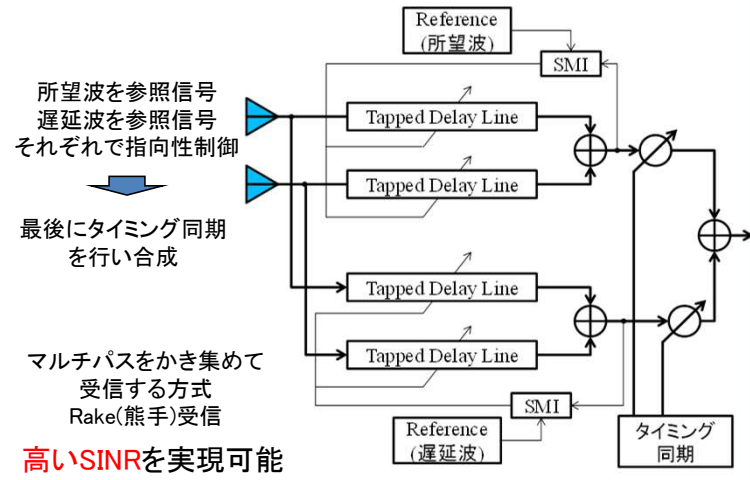 所望波を参照信号
遅延波を参照信号
それぞれで指向性制御
最後にタイミング同期
を行い合成
マルチパスをかき集めて
受信する方式
Rake(熊手)受信
高いSINRを実現可能
Reference
(所望波)
SMI
Tapped Delay Line
Tapped Delay Line
Tapped Delay Line
Tapped Delay Line
SMI
Reference
(遅延波)
タイミング
同期